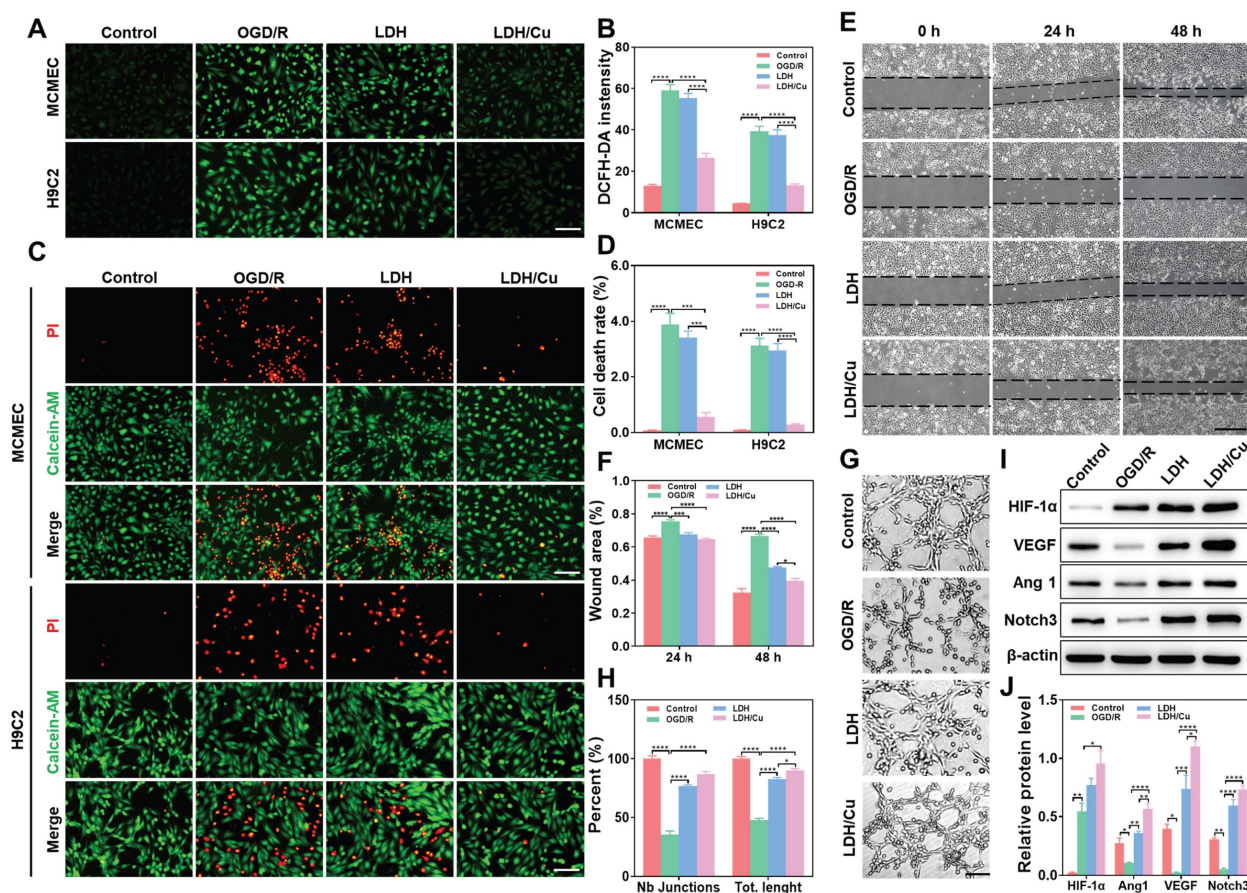 A
Control OGD/R LDH LDH/Cu
MCMEC
H9C2
B
DCFH-DA instensity
80
60
40
20
0
Control
OGD/R
LDH
LDH/Cu
**** ****
****
**** ****
****
MCMEC H9C2
C
Control OGD/R LDH LDH/Cu
MCMEC
PI
Calcein-AM
Merge
H9C2
PI
Calcein-AM
Merge
D
Cell death rate (%)
6.0
4.0
2.0
0.0
Control
OGD-R
LDH
LDH/Cu
**** ***
***
**** ****
****
MCMEC H9C2
E
0 h 24 h 48 h
Control
OGD/R
LDH
LDH/Cu
F
Wound area (%)
1.0
0.8
0.6
0.4
0.2
0.0
Control LDH
OGD/R LDH/Cu
****
**** ***
****
**** ****
*
24 h 48 h
G
Control
OGD/R
LDH
LDH/Cu
H
Percent (%)
150
100
50
0
Control LDH
OGD/R LDH/Cu
**** ****
****
**** ****
**** *
Nb Junctions Tot. lenght
I
Control OGD/R LDH LDH/Cu
HIF-1α
VEGF
Ang 1
Notch3
β-actin
J
Relative protein level
1.5
1.0
0.5
0.0
Control LDH
OGD/R LDH/Cu
*
**
****
**
* **
****
*
***
*
****
****
**
HIF-1α Ang1 VEGF Notch3